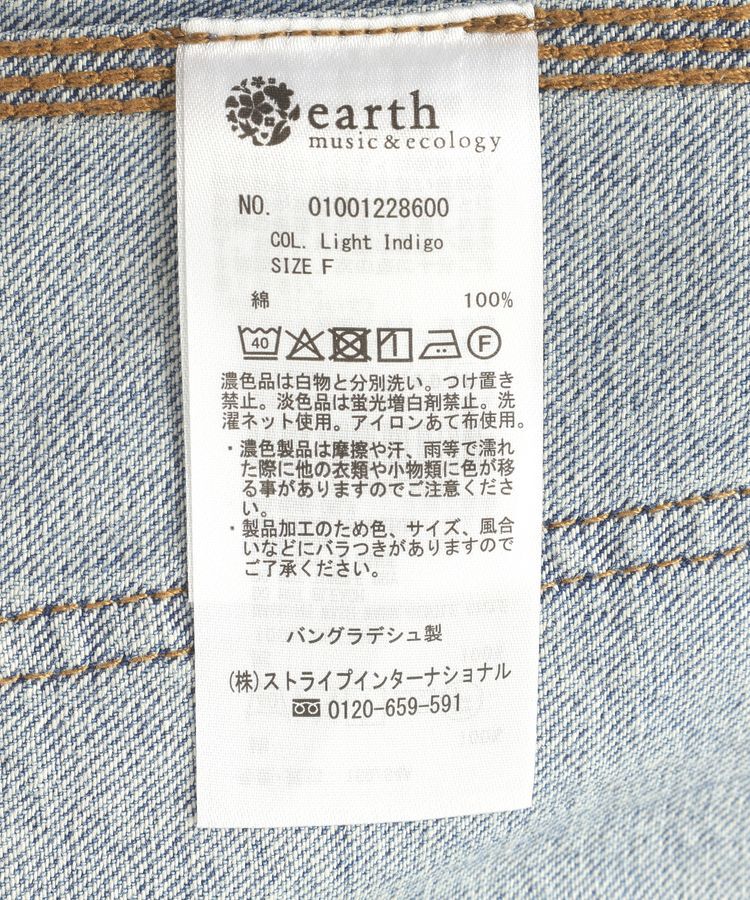 earth
music & ecology
NO. 01001228600
COL. Light Indigo
SIZE F
綿 100%
40 F
濃色品は白物と分別洗い。つけ置き
禁止。淡色品は蛍光増白剤禁止。洗
濯ネット使用。アイロンあて布使用。
・濃色製品は摩擦や汗、雨等で濡れ
た際に他の衣類や小物類に色が移
る事がありますのでご注意くださ
い。
・製品加工のため色、サイズ、風合
いなどにバラつきがありますので
ご了承ください。
バングラデシュ製
(株)ストライプインターナショナル
0120-659-591